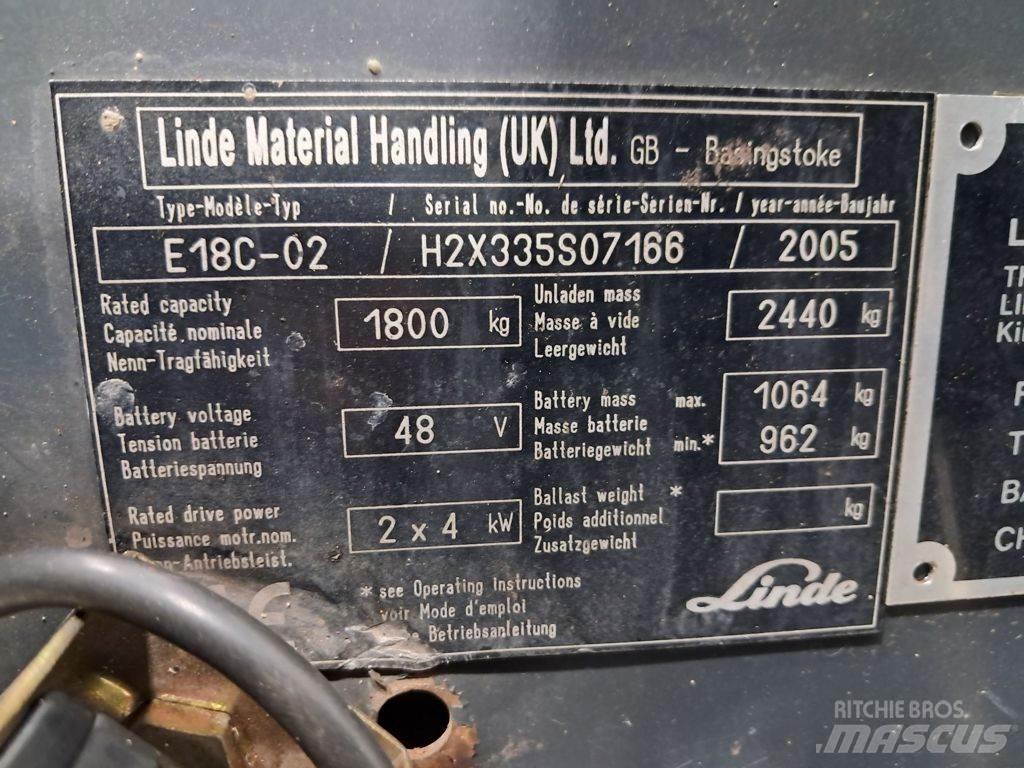 Linde Material Handling (UK) Ltd. GB - Basingstoke
Type-Modèle-Typ / Serial no.-No. de série-Serien-Nr. / year-année-Baujahr
E18C-02 / H2X335S07166 / 2005
Rated capacity
Capacité nominale
Nenn-Tragfähigkeit
1800 kg
Unladen mass
Masse à vide
Leergewicht
2440 kg
Battery voltage
Tension batterie
Batteriespannung
48 V
Battery mass max. 1064 kg
Masse batterie
Batteriegewicht min.* 962 kg
Rated drive power
Puissance motr.nom.
-Antriebsleist.
2 x 4 kW
Ballast weight *
Poids additionnel
Zusatzgewicht
kg
* see Operating Instructions
voir Mode d'emploi
Betriebsanleitung
CE
Linde
RITCHIE BROS.
MASCUS